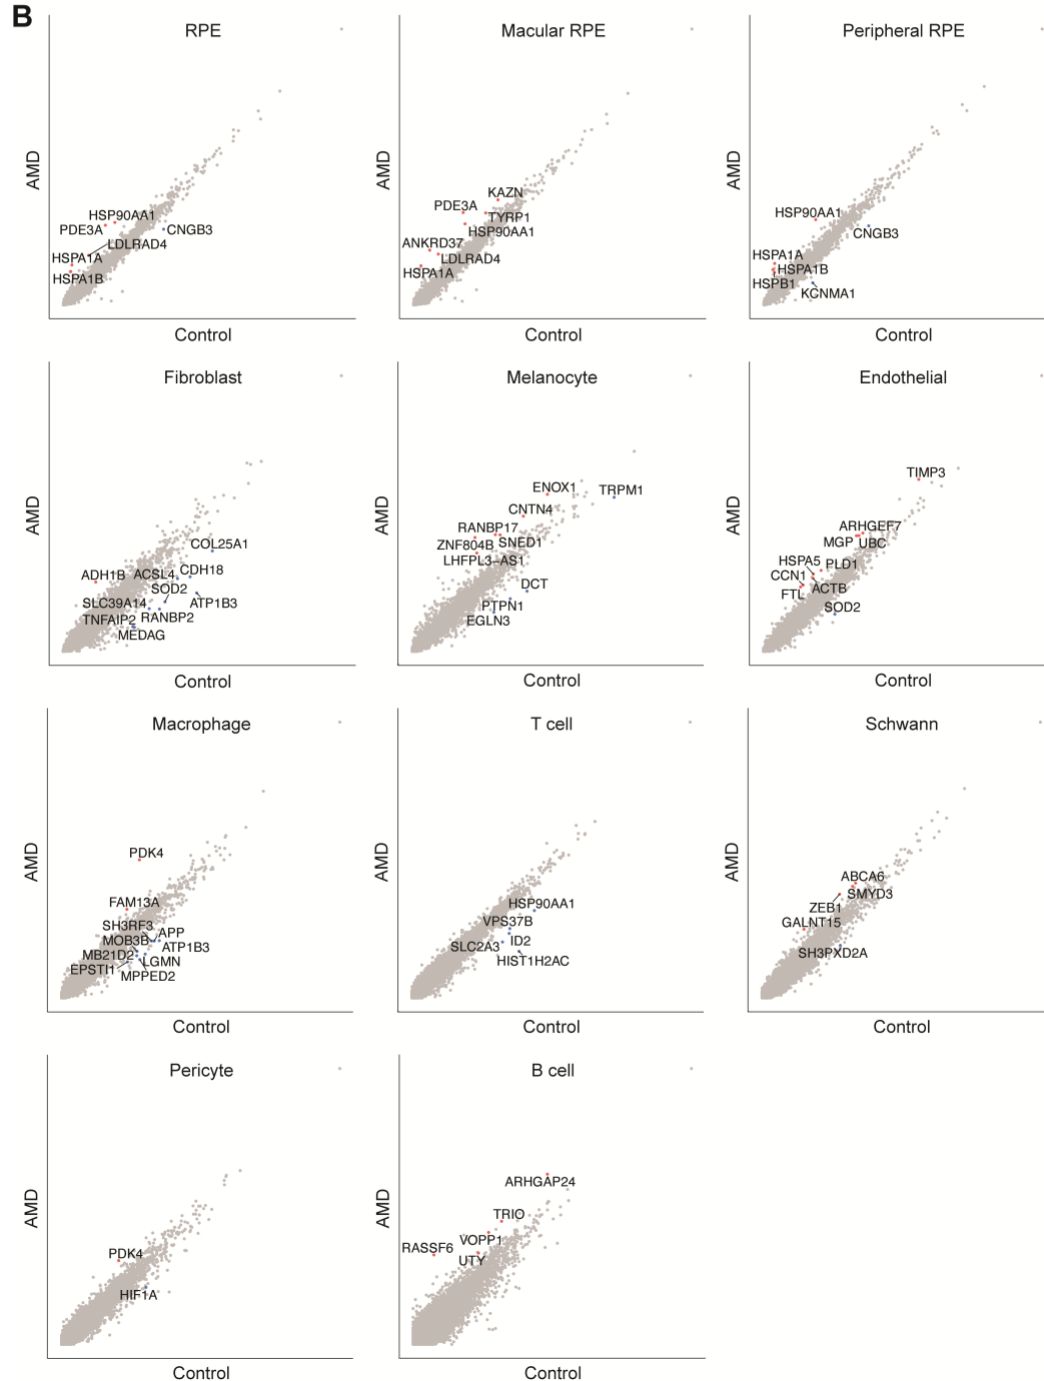 B
RPE
AMD
HSP90AA1
PDE3A
CNGB3
LDLRAD4
HSPA1A
HSPA1B
Control
Macular RPE
AMD
KAZN
PDE3A
TYRP1
HSP90AA1
ANKRD37
LDLRAD4
HSPA1A
Control
Peripheral RPE
AMD
HSP90AA1
CNGB3
HSPA1A
HSPA1B
HSPB1
KCNMA1
Control
Fibroblast
AMD
COL25A1
ADH1B
ACSL4
CDH18
SOD2
SLC39A14
ATP1B3
TNFAIP2
RANBP2
MEDAG
Control
Melanocyte
AMD
ENOX1
TRPM1
CNTN4
RANBP17
ZNF804B
SNED1
LHFPL3-AS1
DCT
PTPN1
EGLN3
Control
Endothelial
AMD
TIMP3
ARHGEF7
MGP
UBC
HSPA5
PLD1
CCN1
ACTB
FTL
SOD2
Control
Macrophage
AMD
PDK4
FAM13A
SH3RF3
APP
MOB3B
ATP1B3
MB21D2
LGMN
EPSTI1
MPPED2
Control
T cell
AMD
HSP90AA1
VPS37B
ID2
SLC2A3
HIST1H2AC
Control
Schwann
AMD
ABCA6
SMYD3
ZEB1
GALNT15
SH3PXD2A
Control
Pericyte
AMD
PDK4
HIF1A
Control
B cell
AMD
ARHGAP24
TRIO
VOPP1
RASSF6
UTY
Control